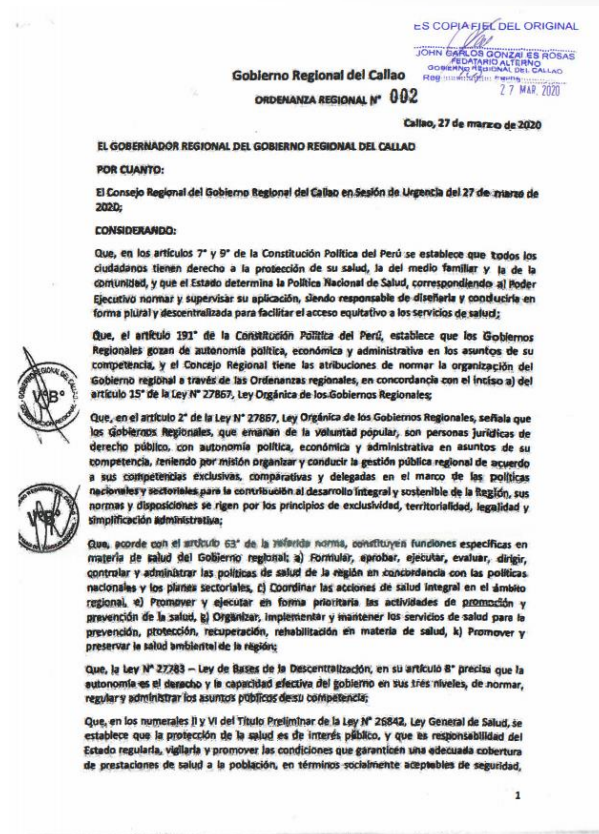 ES COPIA FIEL DEL ORIGINAL
JOHN CARLOS GONZALES ROSAS
FEDATARIO ALTERNO
GOBIERNO REGIONAL DEL CALLAO
27 MAR. 2020
Gobierno Regional del Callao
ORDENANZA REGIONAL N° 002
Callao, 27 de marzo de 2020
EL GOBERNADOR REGIONAL DEL GOBIERNO REGIONAL DEL CALLAO
POR CUANTO:
El Consejo Regional del Gobierno Regional del Callao en Sesión de Urgencia del 27 de marzo de
2020;
CONSIDERANDO:
Que, en los artículos 7° y 9° de la Constitución Política del Perú se establece que todos los
ciudadanos tienen derecho a la protección de su salud, la del medio familiar y la de la
comunidad, y que el Estado determina la Política Nacional de Salud, correspondiendo al Poder
Ejecutivo normar y supervisar su aplicación, siendo responsable de diseñarla y conducirla en
forma plural y descentralizada para facilitar el acceso equitativo a los servicios de salud;
Que, el artículo 191° de la Constitución Política del Perú, establece que los Gobiernos
Regionales gozan de autonomía política, económica y administrativa en los asuntos de su
competencia, y el Concejo Regional tiene las atribuciones de normar la organización del
Gobierno regional a través de las Ordenanzas regionales, en concordancia con el inciso a) del
artículo 15° de la Ley N° 27867, Ley Orgánica de los Gobiernos Regionales;
Que, en el artículo 2° de la Ley N° 27867, Ley Orgánica de los Gobiernos Regionales, señala que
los Gobiernos Regionales, que emanan de la voluntad popular, son personas jurídicas de
derecho público, con autonomía política, económica y administrativa en asuntos de su
competencia, teniendo por misión organizar y conducir la gestión pública regional de acuerdo
a sus competencias exclusivas, comparativas y delegadas en el marco de las políticas
nacionales y sectoriales para la contribución al desarrollo integral y sostenible de la Región, sus
normas y disposiciones se rigen por los principios de exclusividad, territorialidad, legalidad y
simplificación administrativa;
Que, acorde con el artículo 63° de la referida norma, constituyen funciones específicas en
materia de salud del Gobierno regional; a) Formular, aprobar, ejecutar, evaluar, dirigir,
controlar y administrar las políticas de salud de la región en concordancia con las políticas
nacionales y los planes sectoriales, c) Coordinar las acciones de salud integral en el ámbito
regional, e) Promover y ejecutar en forma prioritaria las actividades de promoción y
prevención de la salud, g) Organizar, implementar y mantener los servicios de salud para la
prevención, protección, recuperación, rehabilitación en materia de salud, k) Promover y
preservar la salud ambiental de la región;
Que, la Ley N° 27783 – Ley de Bases de la Descentralización, en su artículo 8° precisa que la
autonomía es el derecho y la capacidad efectiva del gobierno en sus tres niveles, de normar,
regular y administrar los asuntos públicos de su competencia;
Que, en los numerales II y VI del Título Preliminar de la Ley N° 26842, Ley General de Salud, se
establece que la protección de la salud es de interés público, y que es responsabilidad del
Estado regularla, vigilarla y promover las condiciones que garanticen una adecuada cobertura
de prestaciones de salud a la población, en términos socialmente aceptables de seguridad,
V°B°
V°B°
1